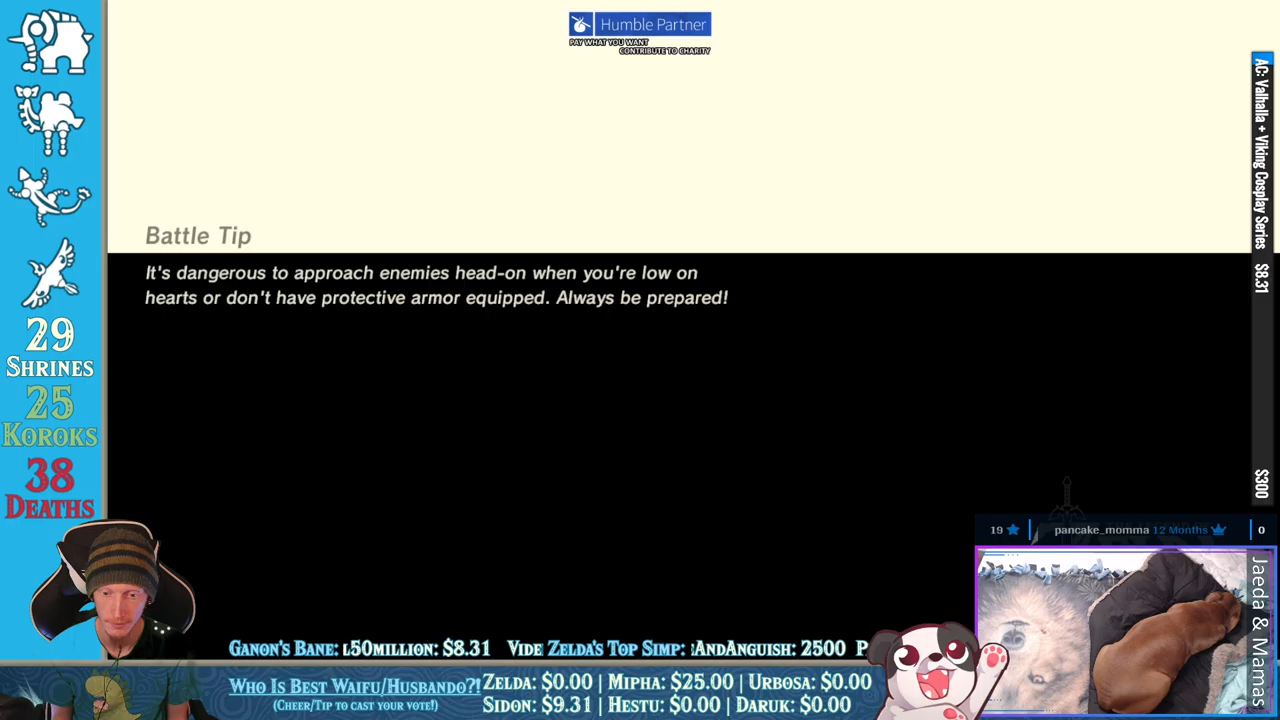 Humble Partner
PAY WHAT YOU WANT
CONTRIBUTE TO CHARITY
AC: Valhalla + Viking Cosplay Series $8.31
$300
Battle Tip
It's dangerous to approach enemies head-on when you're low on
hearts or don't have protective armor equipped. Always be prepared!
29
SHRINES
25
KOROKS
38
DEATHS
19 pancake_momma 12 Months 0
Jaeda & Mamas
GANON'S BANE: L50MILLION: $8.31 VIDE ZELDA'S TOP SIMP: :ANDANGUISH: 2500 P
WHO IS BEST WAIFU/HUSBANDO?!
(CHEER/TIP TO CAST YOUR VOTE!)
ZELDA: $0.00 | MIPHA: $25.00 | URBOSA: $0.00
SIDON: $9.31 | HESTU: $0.00 | DARUK: $0.00